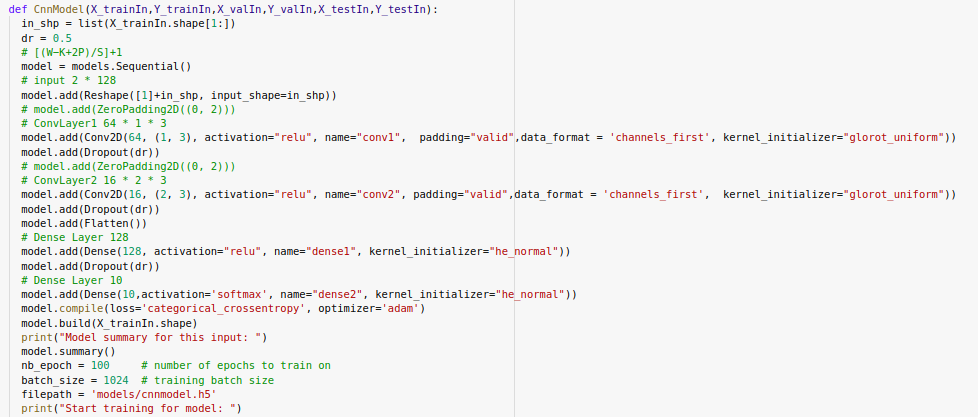 def CnnModel(X_trainIn,Y_trainIn,X_valIn,Y_valIn,X_testIn,Y_testIn):
  in_shp = list(X_trainIn.shape[1:])
  dr = 0.5
  # [(W−K+2P)/S]+1
  model = models.Sequential()
  # input 2 * 128
  model.add(Reshape([1]+in_shp, input_shape=in_shp))
  # model.add(ZeroPadding2D((0, 2)))
  # ConvLayer1 64 * 1 * 3
  model.add(Conv2D(64, (1, 3), activation="relu", name="conv1",  padding="valid",data_format = 'channels_first', kernel_initializer="glorot_uniform"))
  model.add(Dropout(dr))
  # model.add(ZeroPadding2D((0, 2)))
  # ConvLayer2 16 * 2 * 3
  model.add(Conv2D(16, (2, 3), activation="relu", name="conv2", padding="valid",data_format = 'channels_first',  kernel_initializer="glorot_uniform"))
  model.add(Dropout(dr))
  model.add(Flatten())
  # Dense Layer 128
  model.add(Dense(128, activation="relu", name="dense1", kernel_initializer="he_normal"))
  model.add(Dropout(dr))
  # Dense Layer 10
  model.add(Dense(10,activation='softmax', name="dense2", kernel_initializer="he_normal"))
  model.compile(loss='categorical_crossentropy', optimizer='adam')
  model.build(X_trainIn.shape)
  print("Model summary for this input: ")
  model.summary()
  nb_epoch = 100     # number of epochs to train on
  batch_size = 1024  # training batch size
  filepath = 'models/cnnmodel.h5'
  print("Start training for model: ")